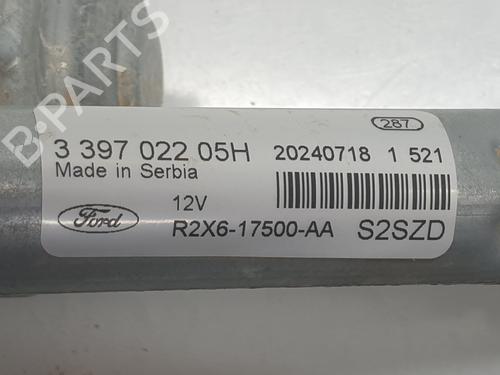 B-PARTS
287
3 397 022 05H 20240718 1 521
Made in Serbia
12V
Ford R2X6-17500-AA S2SZD